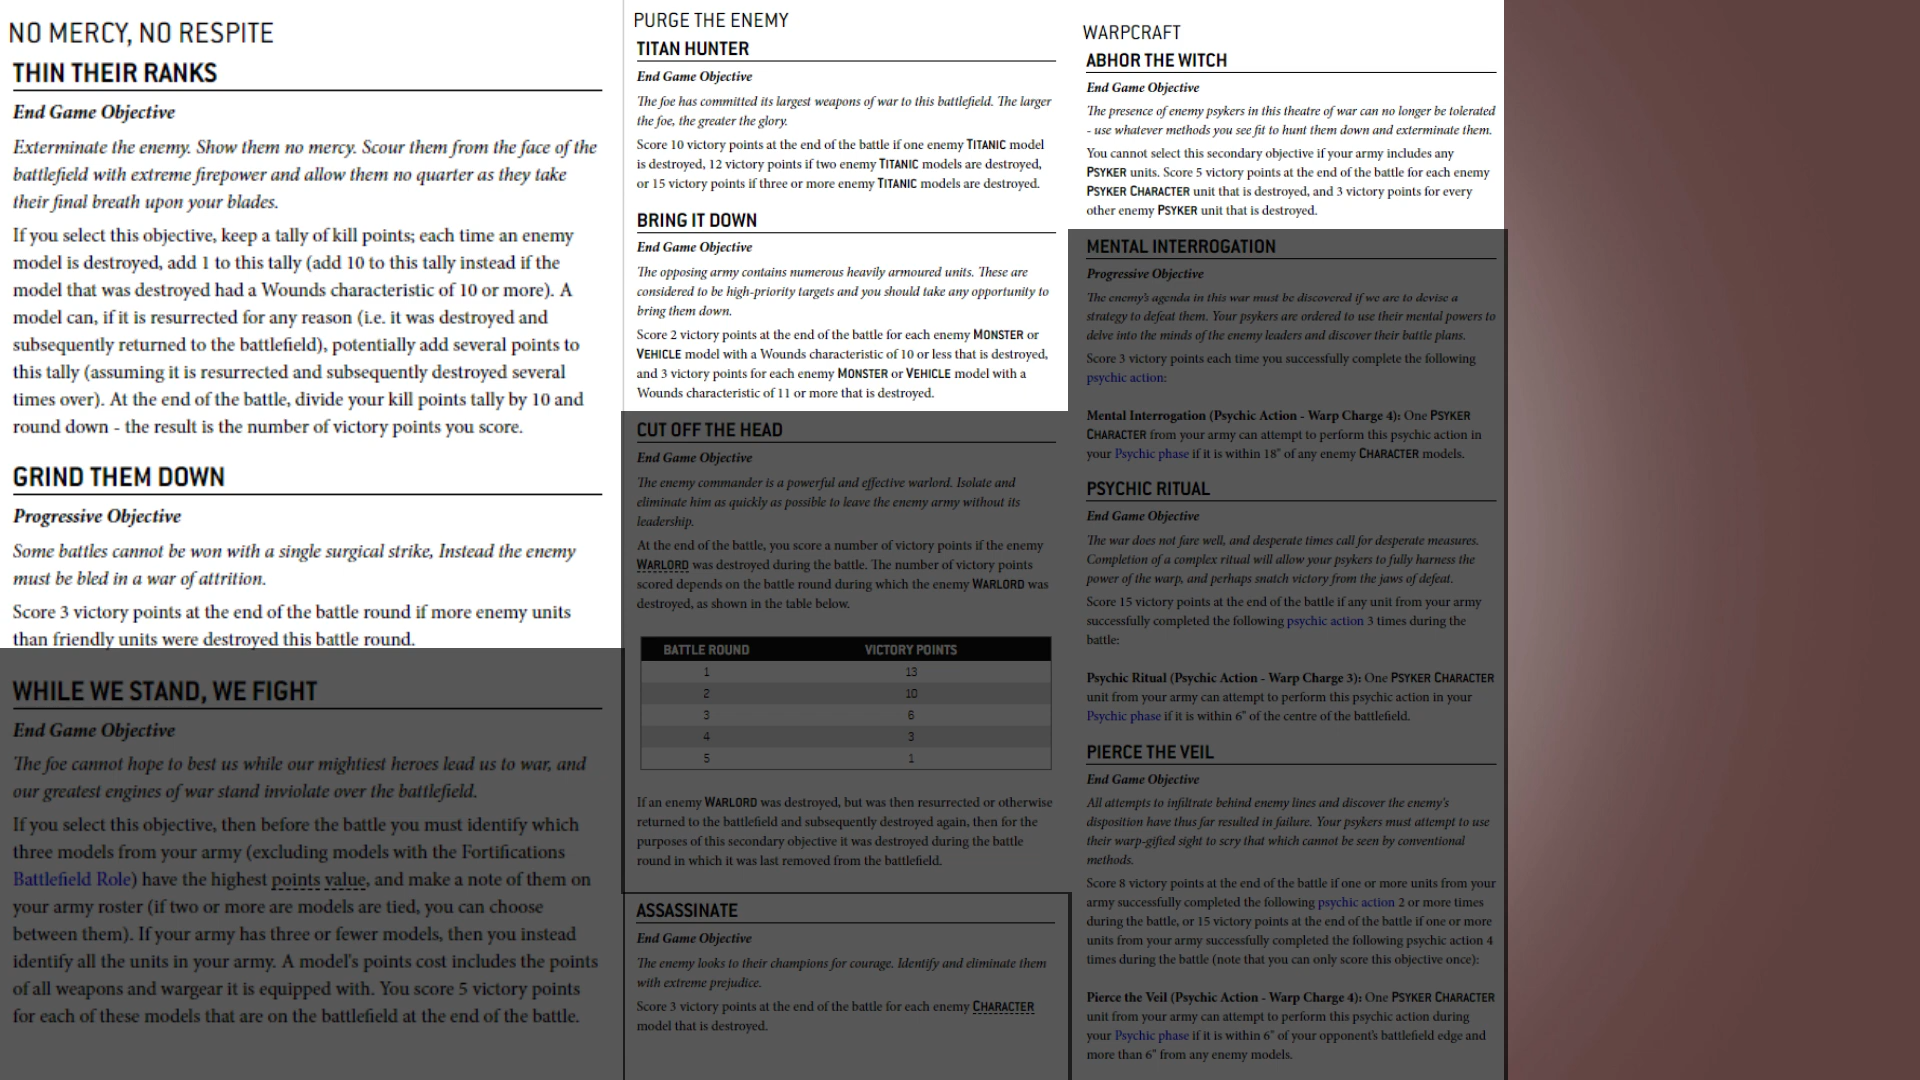 NO MERCY, NO RESPITE
THIN THEIR RANKS
End Game Objective
Exterminate the enemy. Show them no mercy. Scour them from the face of the
battlefield with extreme firepower and allow them no quarter as they take
their final breath upon your blades.
If you select this objective, keep a tally of kill points; each time an enemy
model is destroyed, add 1 to this tally (add 10 to this tally instead if the
model that was destroyed had a Wounds characteristic of 10 or more). A
model can, if it is resurrected for any reason (i.e. it was destroyed and
subsequently returned to the battlefield), potentially add several points to
this tally (assuming it is resurrected and subsequently destroyed several
times over). At the end of the battle, divide your kill points tally by 10 and
round down - the result is the number of victory points you score.
GRIND THEM DOWN
Progressive Objective
Some battles cannot be won with a single surgical strike, Instead the enemy
must be bled in a war of attrition.
Score 3 victory points at the end of the battle round if more enemy units
than friendly units were destroyed this battle round.
WHILE WE STAND, WE FIGHT
End Game Objective
The foe cannot hope to best us while our mightiest heroes lead us to war, and
our greatest engines of war stand inviolate over the battlefield.
If you select this objective, then before the battle you must identify which
three models from your army (excluding models with the Fortifications
Battlefield Role) have the highest points value, and make a note of them on
your army roster (if two or more are models are tied, you can choose
between them). If your army has three or fewer models, then you instead
identify all the units in your army. A model's points cost includes the points
of all weapons and wargear it is equipped with. You score 5 victory points
for each of these models that are on the battlefield at the end of the battle.
PURGE THE ENEMY
TITAN HUNTER
End Game Objective
The foe has committed its largest weapons of war to this battlefield. The larger
the foe, the greater the glory.
Score 10 victory points at the end of the battle if one enemy TITANIC model
is destroyed, 12 victory points if two enemy TITANIC models are destroyed,
or 15 victory points if three or more enemy TITANIC models are destroyed.
BRING IT DOWN
End Game Objective
The opposing army contains numerous heavily armoured units. These are
considered to be high-priority targets and you should take any opportunity to
bring them down.
Score 2 victory points at the end of the battle for each enemy MONSTER or
VEHICLE model with a Wounds characteristic of 10 or less that is destroyed,
and 3 victory points for each enemy MONSTER or VEHICLE model with a
Wounds characteristic of 11 or more that is destroyed.
CUT OFF THE HEAD
End Game Objective
The enemy commander is a powerful and effective warlord. Isolate and
eliminate him as quickly as possible to leave the enemy army without its
leadership.
At the end of the battle, you score a number of victory points if the enemy
WARLORD was destroyed during the battle. The number of victory points
scored depends on the battle round during which the enemy WARLORD was
destroyed, as shown in the table below.
BATTLE ROUND VICTORY POINTS
1 13
2 10
3 6
4 3
5 1
If an enemy WARLORD was destroyed, but was then resurrected or otherwise
returned to the battlefield and subsequently destroyed again, then for the
purposes of this secondary objective it was destroyed during the battle
round in which it was last removed from the battlefield.
ASSASSINATE
End Game Objective
The enemy looks to their champions for courage. Identify and eliminate them
with extreme prejudice.
Score 3 victory points at the end of the battle for each enemy CHARACTER
model that is destroyed.
WARPCRAFT
ABHOR THE WITCH
End Game Objective
The presence of enemy psykers in this theatre of war can no longer be tolerated
- use whatever methods you see fit to hunt them down and exterminate them.
You cannot select this secondary objective if your army includes any
PSYKER units. Score 5 victory points at the end of the battle for each enemy
PSYKER CHARACTER unit that is destroyed, and 3 victory points for every
other enemy PSYKER unit that is destroyed.
MENTAL INTERROGATION
Progressive Objective
The enemy's agenda in this war must be discovered if we are to devise a
strategy to defeat them. Your psykers are ordered to use their mental powers to
delve into the minds of the enemy leaders and discover their battle plans.
Score 3 victory points each time you successfully complete the following
psychic action:
Mental Interrogation (Psychic Action - Warp Charge 4): One PSYKER
CHARACTER from your army can attempt to perform this psychic action in
your Psychic phase if it is within 18" of any enemy CHARACTER models.
PSYCHIC RITUAL
End Game Objective
The war does not fare well, and desperate times call for desperate measures.
Completion of a complex ritual will allow your psykers to fully harness the
power of the warp, and perhaps snatch victory from the jaws of defeat.
Score 15 victory points at the end of the battle if any unit from your army
successfully completed the following psychic action 3 times during the
battle:
Psychic Ritual (Psychic Action - Warp Charge 3): One PSYKER CHARACTER
unit from your army can attempt to perform this psychic action in your
Psychic phase if it is within 6" of the centre of the battlefield.
PIERCE THE VEIL
End Game Objective
All attempts to infiltrate behind enemy lines and discover the enemy's
disposition have thus far resulted in failure. Your psykers must attempt to use
their warp-gifted sight to scry that which cannot be seen by conventional
methods.
Score 8 victory points at the end of the battle if one or more units from your
army successfully completed the following psychic action 2 or more times
during the battle, or 15 victory points at the end of the battle if one or more
units from your army successfully completed the following psychic action 4
times during the battle (note that you can only score this objective once):
Pierce the Veil (Psychic Action - Warp Charge 4): One PSYKER CHARACTER
unit from your army can attempt to perform this psychic action during
your Psychic phase if it is within 6" of your opponent's battlefield edge and
more than 6" from any enemy models.